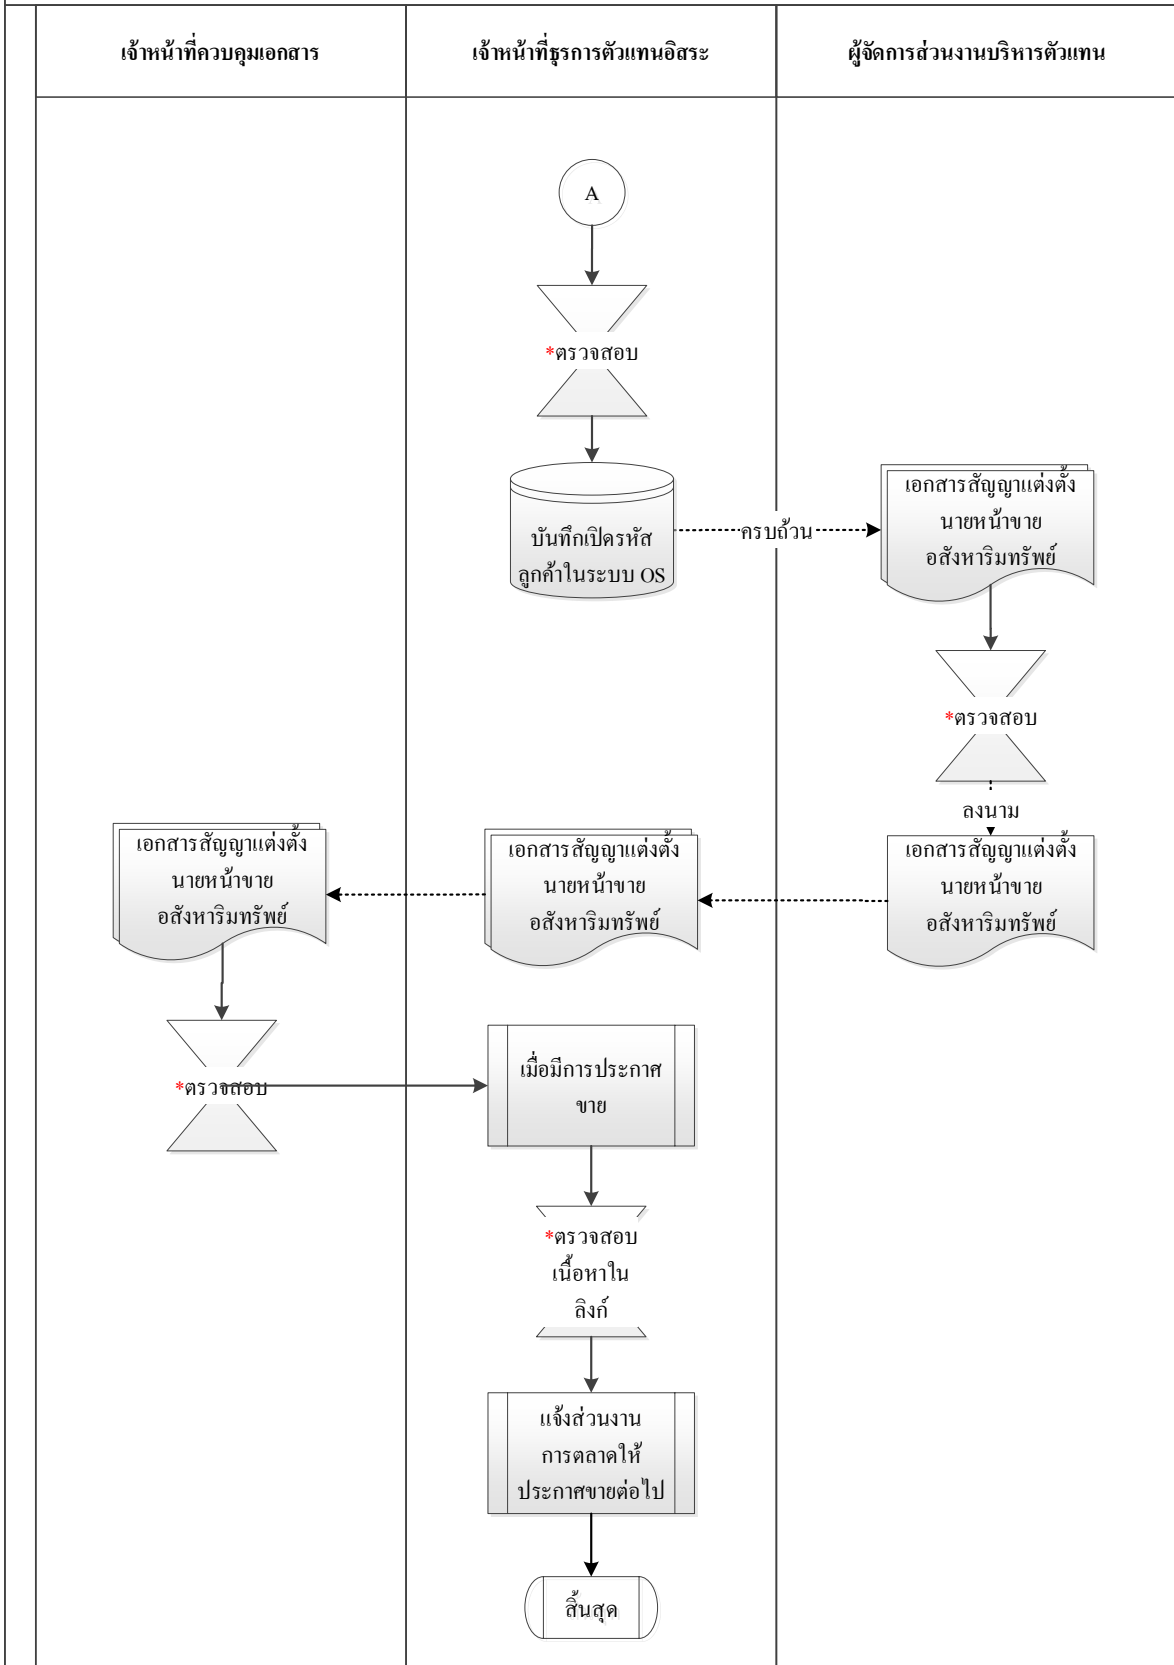 เจ้าหน้าที่ควบคุมเอกสาร
เจ้าหน้าที่ธุรการตัวแทนอิสระ
ผู้จัดการส่วนงานบริหารตัวแทน
A
*ตรวจสอบ
บันทึกเปิดรหัส
ลูกค้าในระบบ OS
ครบถ้วน
เอกสารสัญญาแต่งตั้ง
นายหน้าขาย
อสังหาริมทรัพย์
*ตรวจสอบ
ลงนาม
เอกสารสัญญาแต่งตั้ง
นายหน้าขาย
อสังหาริมทรัพย์
เอกสารสัญญาแต่งตั้ง
นายหน้าขาย
อสังหาริมทรัพย์
เอกสารสัญญาแต่งตั้ง
นายหน้าขาย
อสังหาริมทรัพย์
*ตรวจสอบ
เมื่อมีการประกาศ
ขาย
*ตรวจสอบ
เนื้อหาใน
ลิงก์
แจ้งส่วนงาน
การตลาดให้
ประกาศขายต่อไป
สิ้นสุด